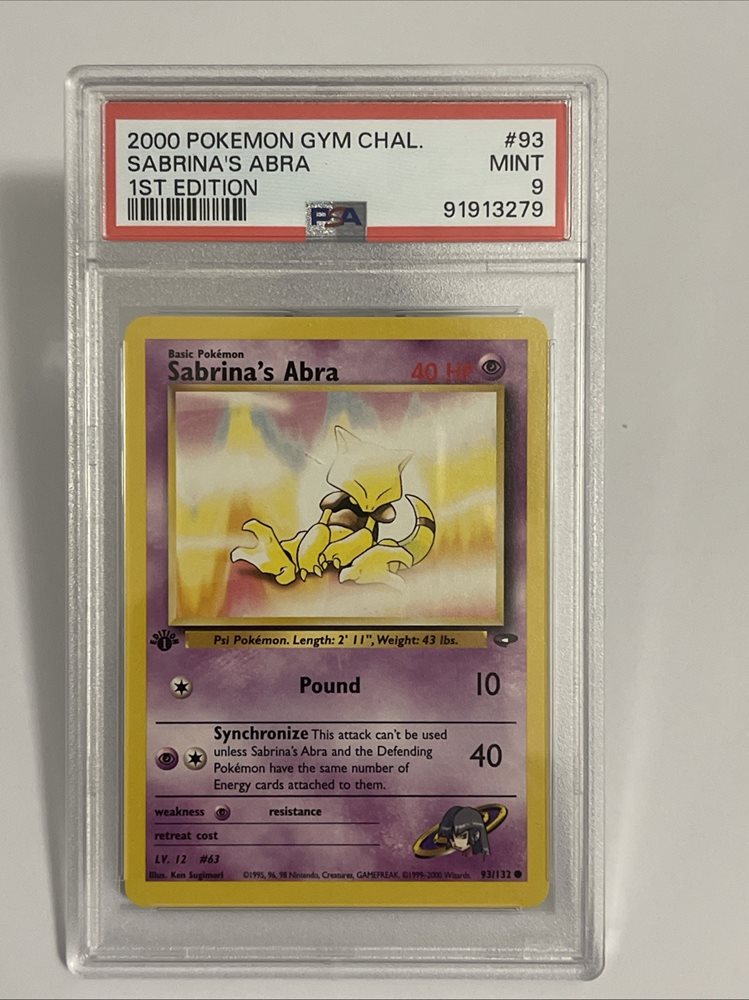 2000 POKEMON GYM CHAL. #93
SABRINA'S ABRA MINT
1ST EDITION 9
PSA 91913279
Basic Pokémon
Sabrina's Abra 40 HP
EDITION
1
Psi Pokémon. Length: 2' 11", Weight: 43 lbs.
Pound 10
Synchronize This attack can't be used
unless Sabrina's Abra and the Defending
Pokémon have the same number of
Energy cards attached to them.
40
weakness resistance
retreat cost
LV. 12 #63
Illus. Ken Sugimori ©1995, 96, 98 Nintendo, Creatures, GAMEFREAK. ©1999-2000 Wizards. 93/132